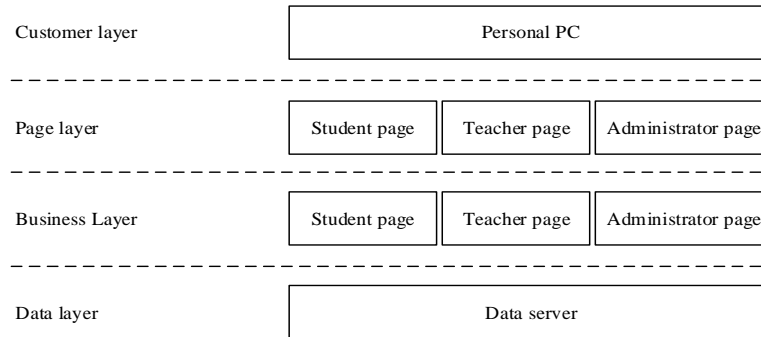 Customer layer Personal PC
Page layer Student page Teacher page Administrator page
Business Layer Student page Teacher page Administrator page
Data layer Data server